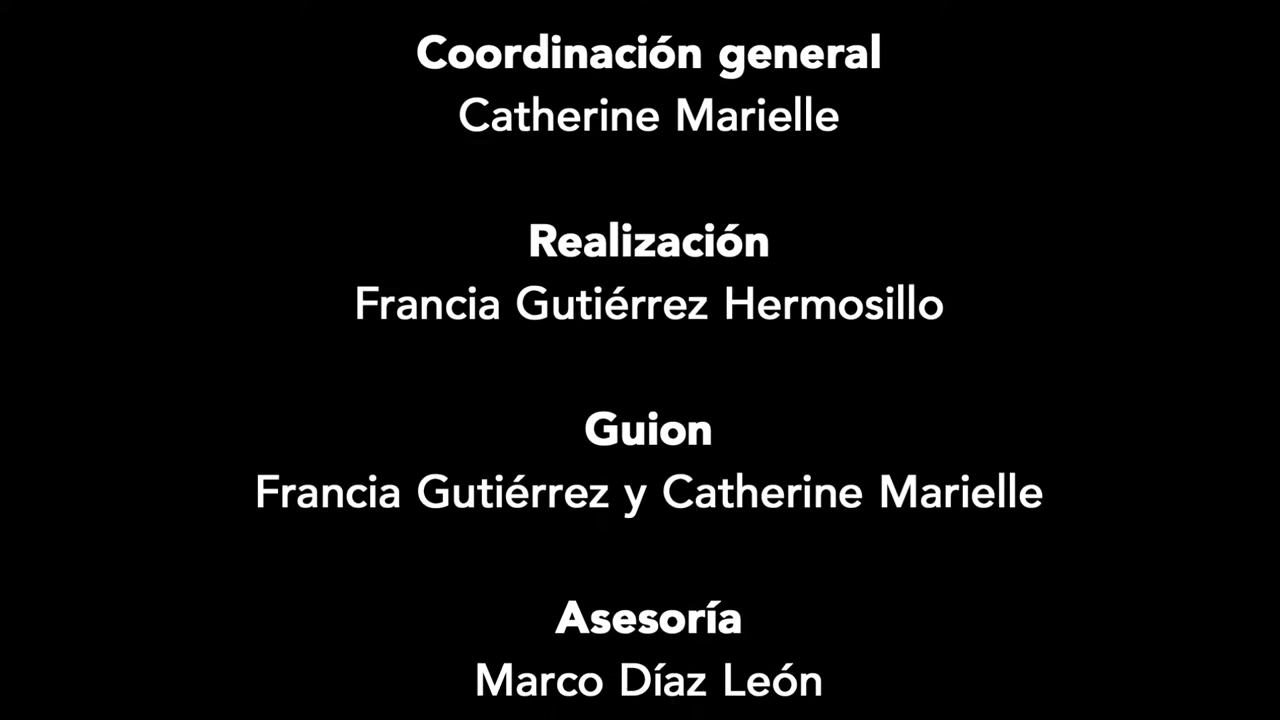 Coordinación general
Catherine Marielle
Realización
Francia Gutiérrez Hermosillo
Guion
Francia Gutiérrez y Catherine Marielle
Asesoría
Marco Díaz León